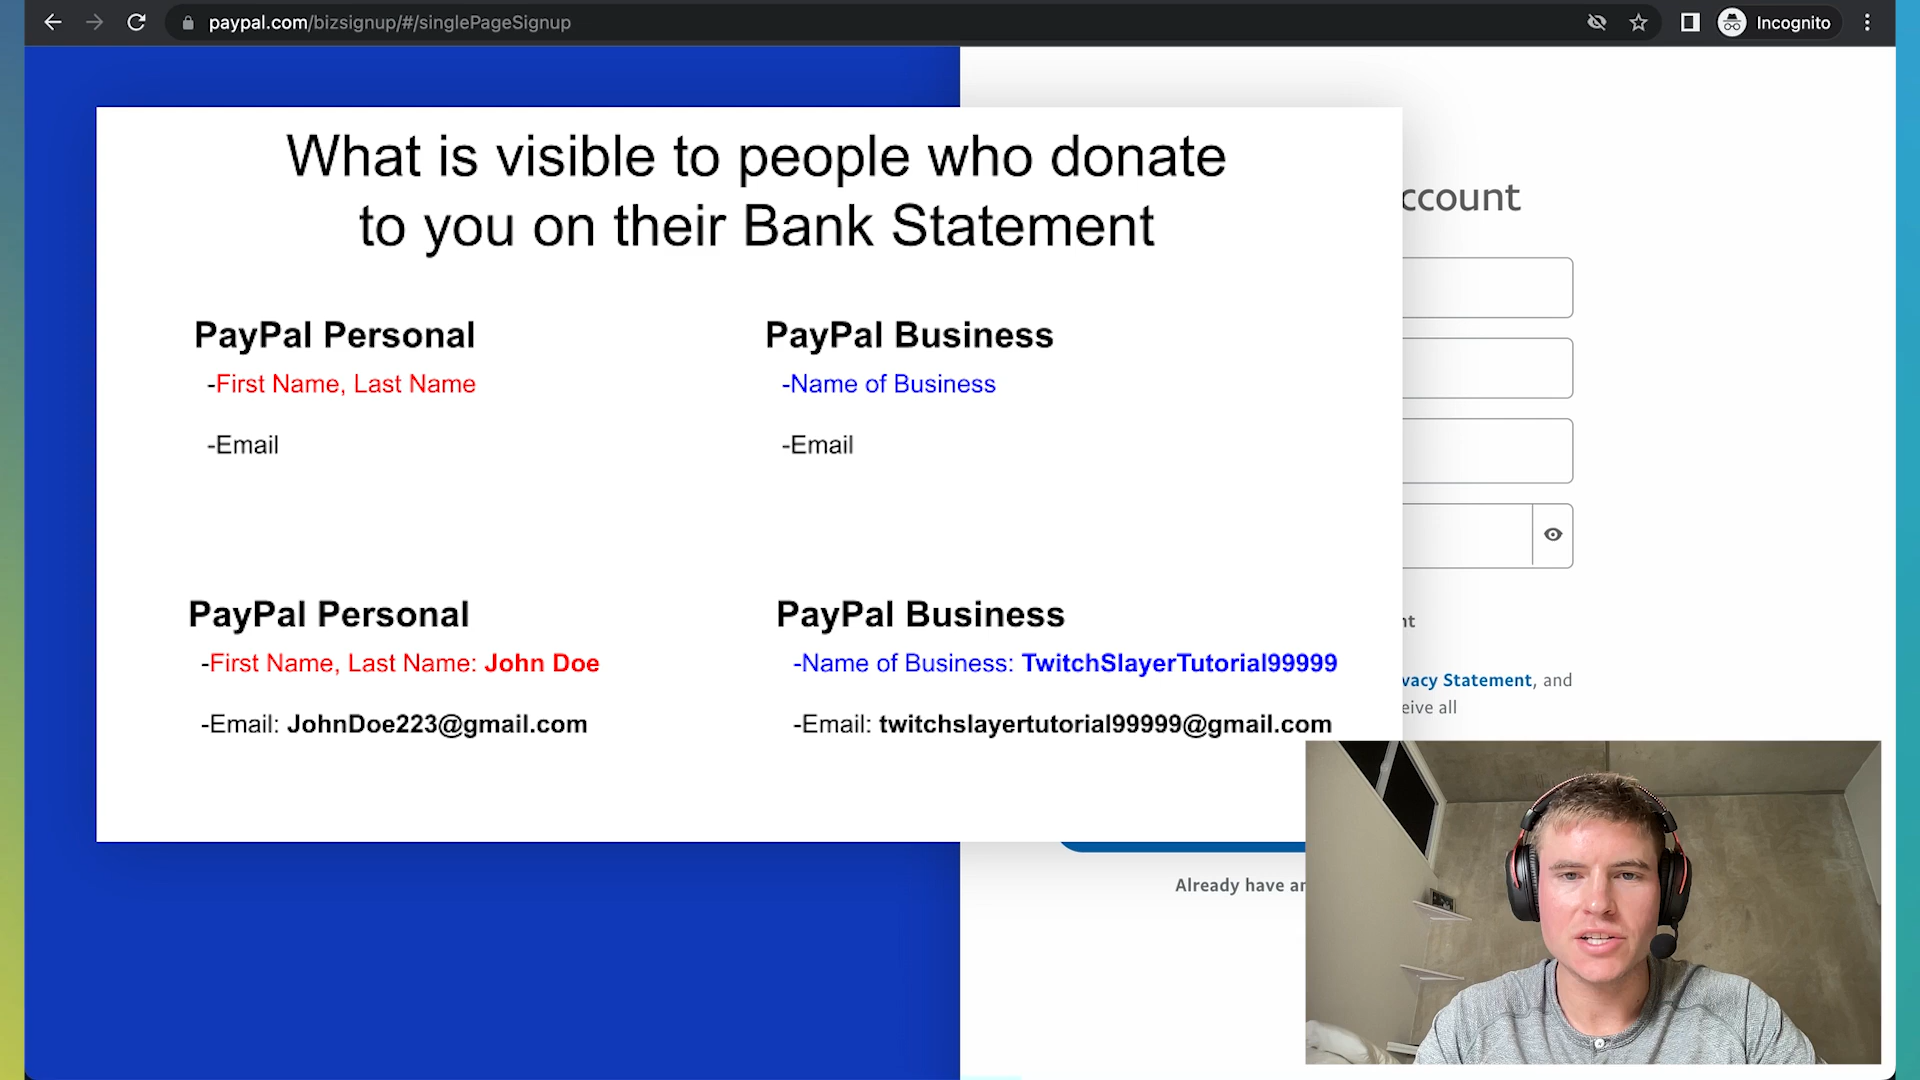 paypal.com/bizsignup/#/singlePageSignup
Incognito
What is visible to people who donate
to you on their Bank Statement
ccount
PayPal Personal
-First Name, Last Name
-Email
PayPal Business
-Name of Business
-Email
PayPal Personal
-First Name, Last Name: John Doe
-Email: JohnDoe223@gmail.com
PayPal Business
-Name of Business: TwitchSlayerTutorial99999
-Email: twitchslayertutorial99999@gmail.com
nt
vacy Statement, and
eive all
Already have an